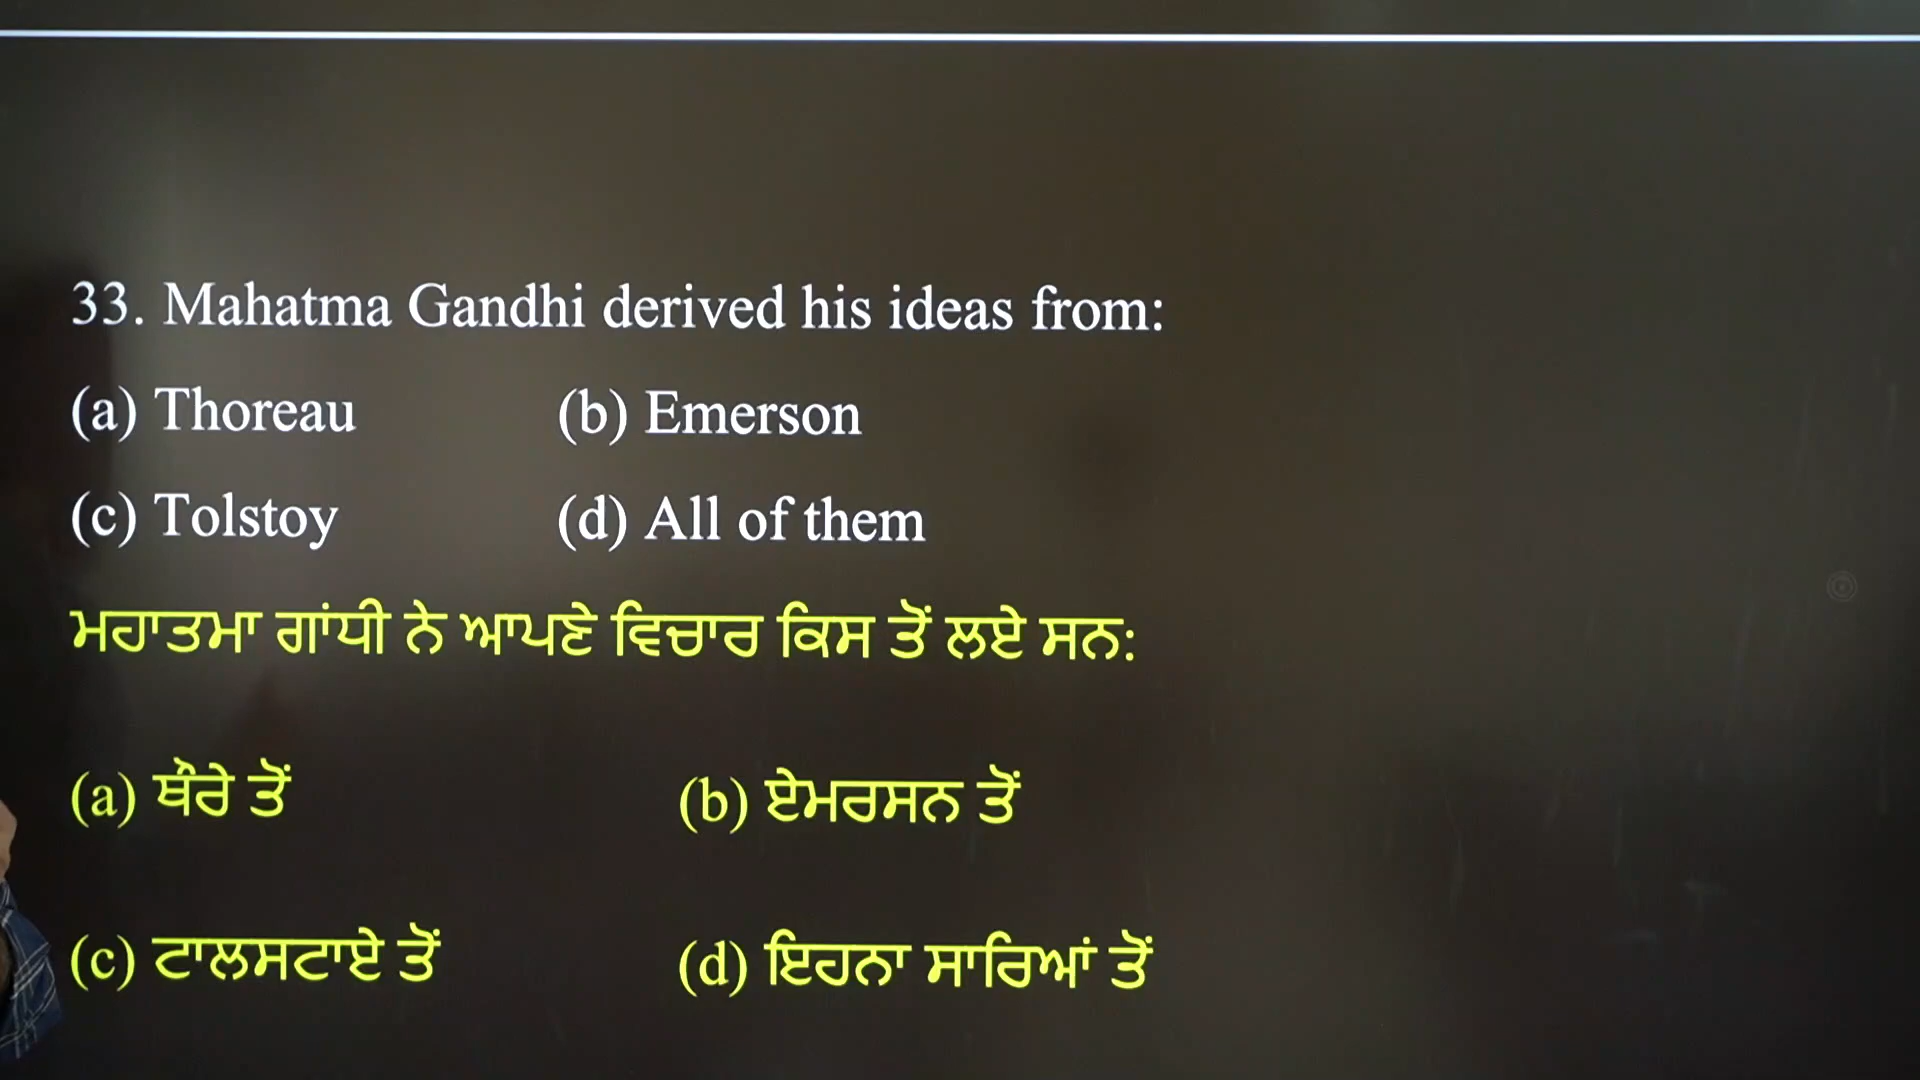 33. Mahatma Gandhi derived his ideas from:
(a) Thoreau (b) Emerson
(c) Tolstoy (d) All of them
ਮਹਾਤਮਾ ਗਾਂਧੀ ਨੇ ਆਪਣੇ ਵਿਚਾਰ ਕਿਸ ਤੋਂ ਲਏ ਸਨ:
(a) ਥੌਰੇ ਤੋਂ (b) ਏਮਰਸਨ ਤੋਂ
(c) ਟਾਲਸਟਾਏ ਤੋਂ (d) ਇਹਨਾ ਸਾਰਿਆਂ ਤੋਂ